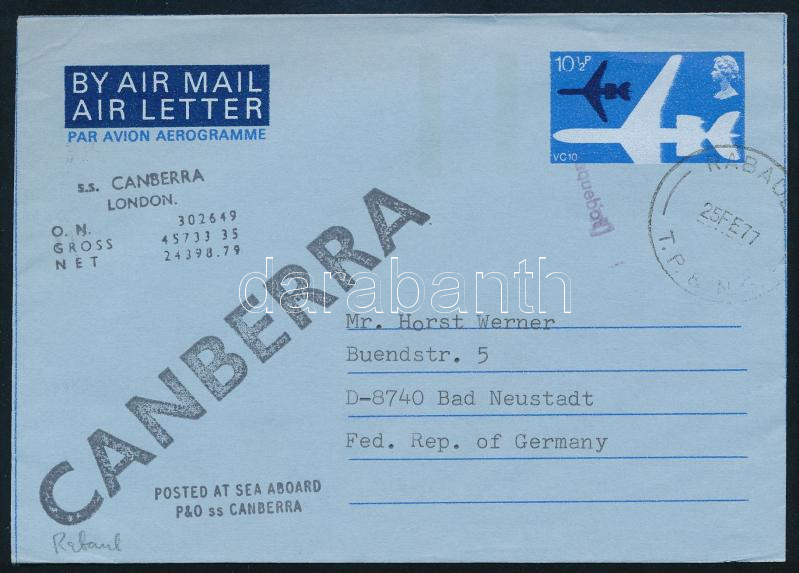 BY AIR MAIL
AIR LETTER
PAR AVION AEROGRAMME
10½P
VC10
s.s. CANBERRA
LONDON.
O. N. 302649
GROSS 45733 35
NET 24398.79
RABAUL
25FE77
T. P. & N.
CANBERRA
darabanth
Mr. Horst Werner
Buendstr. 5
D-8740 Bad Neustadt
Fed. Rep. of Germany
POSTED AT SEA ABOARD
P&O ss CANBERRA